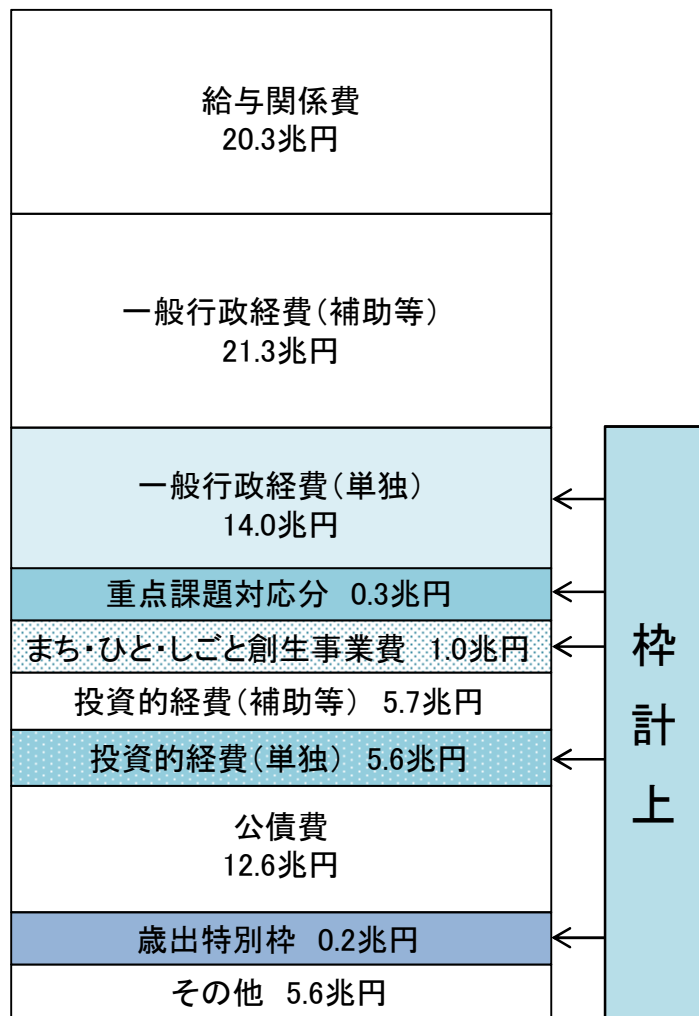 給与関係費
20.3兆円
一般行政経費（補助等）
21.3兆円
一般行政経費（単独）
14.0兆円
重点課題対応分 0.3兆円
まち・ひと・しごと創生事業費 1.0兆円
投資的経費（補助等） 5.7兆円
投資的経費（単独） 5.6兆円
公債費
12.6兆円
歳出特別枠 0.2兆円
その他 5.6兆円
枠計上